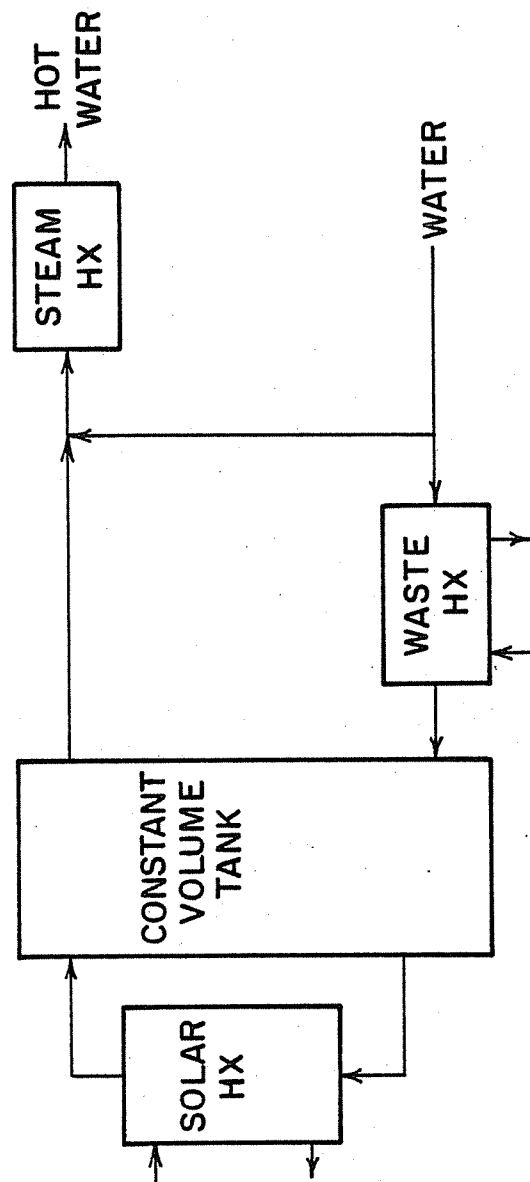 HOT
WATER
STEAM
HX
WATER
WASTE
HX
CONSTANT
VOLUME
TANK
SOLAR
HX